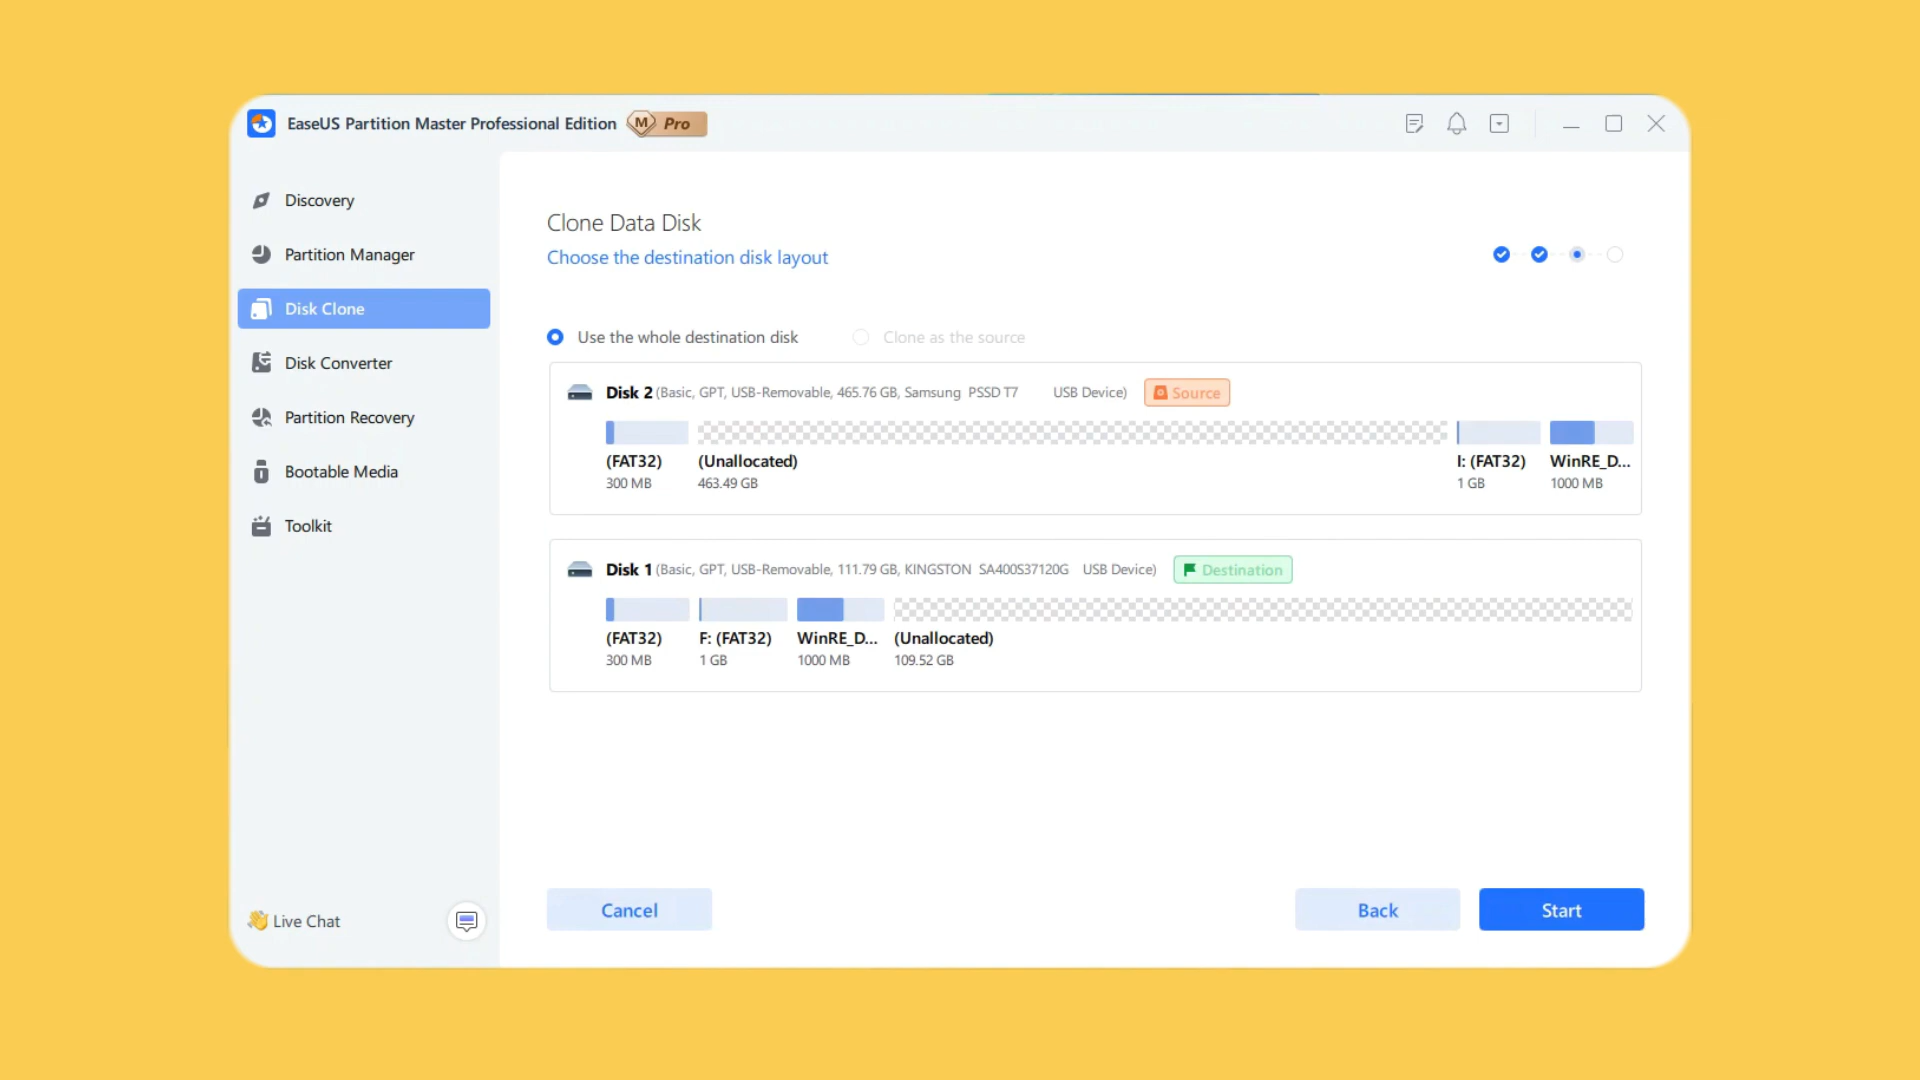 EaseUS Partition Master Professional Edition M Pro
Discovery
Partition Manager
Disk Clone
Disk Converter
Partition Recovery
Bootable Media
Toolkit
Live Chat
Clone Data Disk
Choose the destination disk layout
Use the whole destination disk Clone as the source
Disk 2 (Basic, GPT, USB-Removable, 465.76 GB, Samsung PSSD T7 USB Device) Source
(FAT32) (Unallocated) I: (FAT32) WinRE_D...
300 MB 463.49 GB 1 GB 1000 MB
Disk 1 (Basic, GPT, USB-Removable, 111.79 GB, KINGSTON SA400S37120G USB Device) Destination
(FAT32) F: (FAT32) WinRE_D... (Unallocated)
300 MB 1 GB 1000 MB 109.52 GB
Cancel Back Start